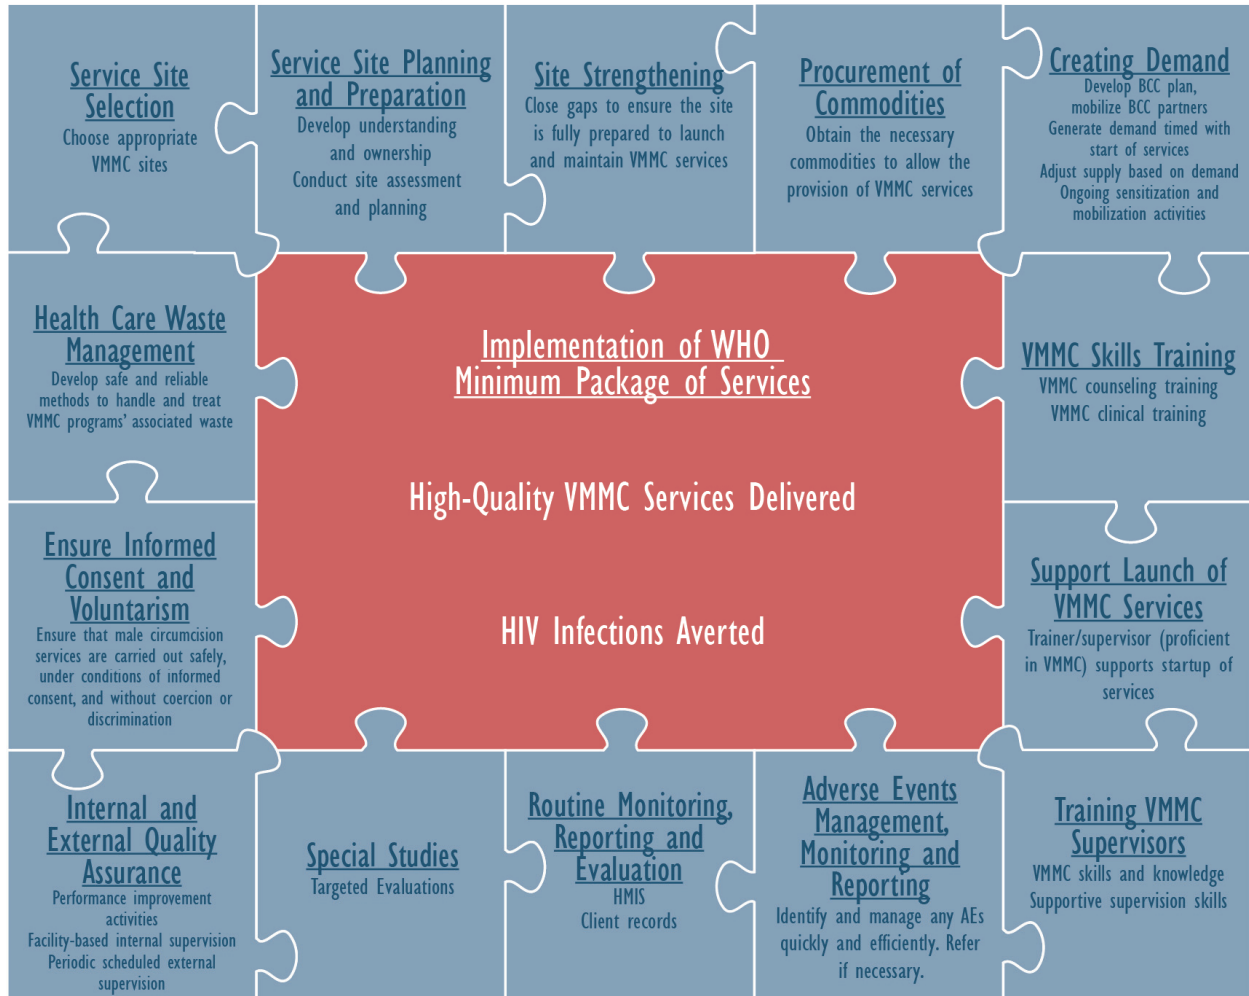 Service Site
Selection
Choose appropriate
VMMC sites
Service Site Planning
and Preparation
Develop understanding
and ownership
Conduct site assessment
and planning
Site Strengthening
Close gaps to ensure the site
is fully prepared to launch
and maintain VMMC services
Procurement of
Commodities
Obtain the necessary
commodities to allow the
provision of VMMC services
Creating Demand
Develop BCC plan,
mobilize BCC partners
Generate demand timed with
start of services
Adjust supply based on demand
Ongoing sensitization and
mobilization activities
Health Care Waste
Management
Develop safe and reliable
methods to handle and treat
VMMC programs’ associated waste
Implementation of WHO
Minimum Package of Services
High-Quality VMMC Services Delivered
HIV Infections Averted
VMMC Skills Training
VMMC counseling training
VMMC clinical training
Ensure Informed
Consent and
Voluntarism
Ensure that male circumcision
services are carried out safely,
under conditions of informed
consent, and without coercion or
discrimination
Support Launch of
VMMC Services
Trainer/supervisor (proficient
in VMMC) supports startup of
services
Internal and
External Quality
Assurance
Performance improvement
activities
Facility-based internal supervision
Periodic scheduled external
supervision
Special Studies
Targeted Evaluations
Routine Monitoring,
Reporting and
Evaluation
HMIS
Client records
Adverse Events
Management,
Monitoring and
Reporting
Identify and manage any AEs
quickly and efficiently. Refer
if necessary.
Training VMMC
Supervisors
VMMC skills and knowledge
Supportive supervision skills